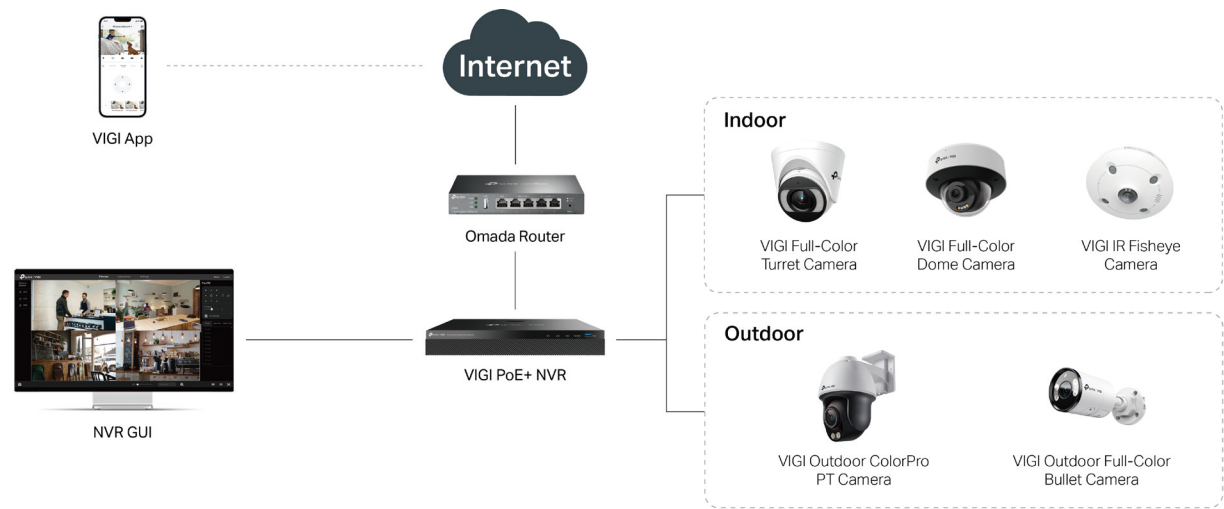 Internet
VIGI App
Indoor
Omada Router
VIGI Full-Color
Turret Camera
VIGI Full-Color
Dome Camera
VIGI IR Fisheye
Camera
Outdoor
VIGI PoE+ NVR
NVR GUI
VIGI Outdoor ColorPro
PT Camera
VIGI Outdoor Full-Color
Bullet Camera